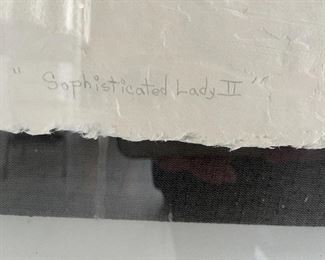 " Sophisticated Lady II "